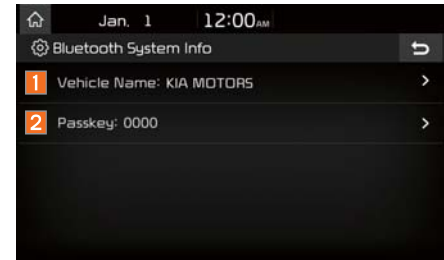 Jan. 1 12:00AM
Bluetooth System Info
1 Vehicle Name: KIA MOTORS
2 Passkey: 0000